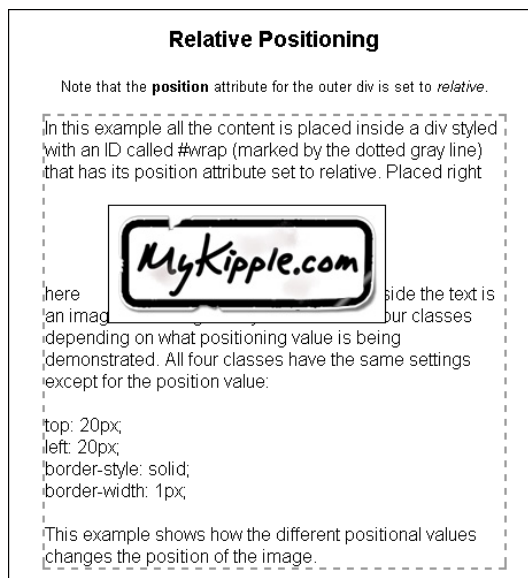 Relative Positioning
Note that the position attribute for the outer div is set to relative.
In this example all the content is placed inside a div styled
with an ID called #wrap (marked by the dotted gray line)
that has its position attribute set to relative. Placed right
MyKipple.com
here side the text is
an imag our classes
depending on what positioning value is being
demonstrated. All four classes have the same settings
except for the position value:
top: 20px;
left: 20px;
border-style: solid;
border-width: 1px;
This example shows how the different positional values
changes the position of the image.